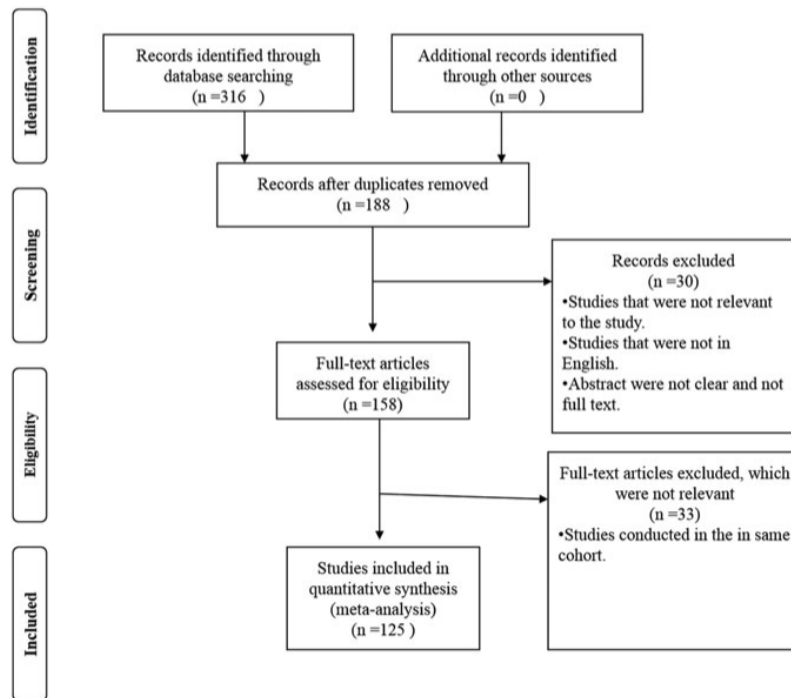 Identification
Records identified through
database searching
(n =316 )
Additional records identified
through other sources
(n =0 )
Records after duplicates removed
(n =188 )
Screening
Records excluded
(n =30)
•Studies that were not relevant
to the study.
•Studies that were not in
English.
•Abstract were not clear and not
full text.
Full-text articles
assessed for eligibility
(n =158)
Eligibility
Full-text articles excluded, which
were not relevant
(n =33)
•Studies conducted in the in same
cohort.
Studies included in
quantitative synthesis
(meta-analysis)
(n =125 )
Included